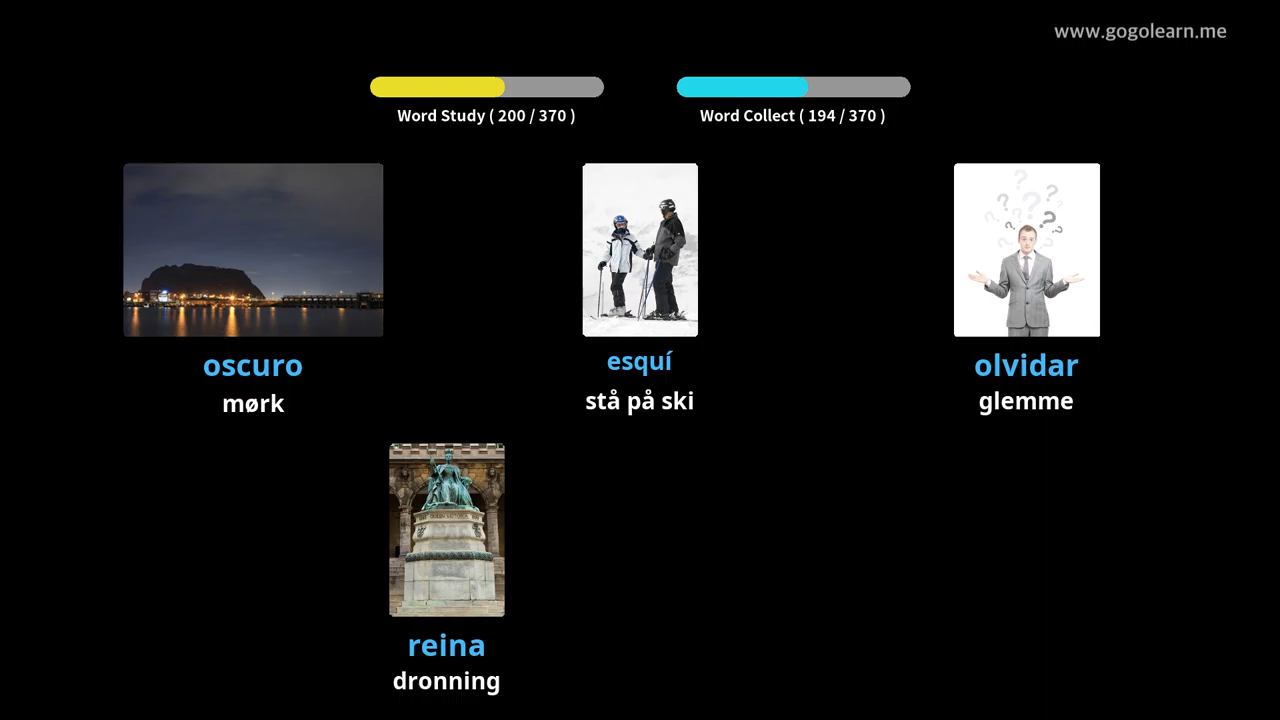 www.gogolearn.me
Word Study ( 200 / 370 )
Word Collect ( 194 / 370 )
oscuro
mørk
esquí
stå på ski
olvidar
glemme
reina
dronning